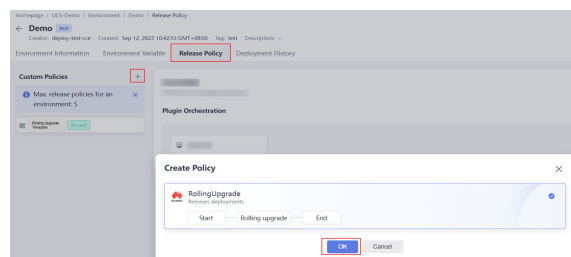 Homepage / UCS-Demo / Environment / Demo / Release Policy
← Demo test
Creator: deploy-test-cce Created: Sep 12, 2023 10:42:53 GMT+08:00 Tag: test Description: --
Environment Information Environment Variable Release Policy Deployment History
Custom Policies +
Max. release policies for an
environment: 5
Rolling Upgrade
Template
Plugin Orchestration
Create Policy
RollingUpgrade
Releases deployments
HUAWEI
Start Rolling upgrade End
OK Cancel